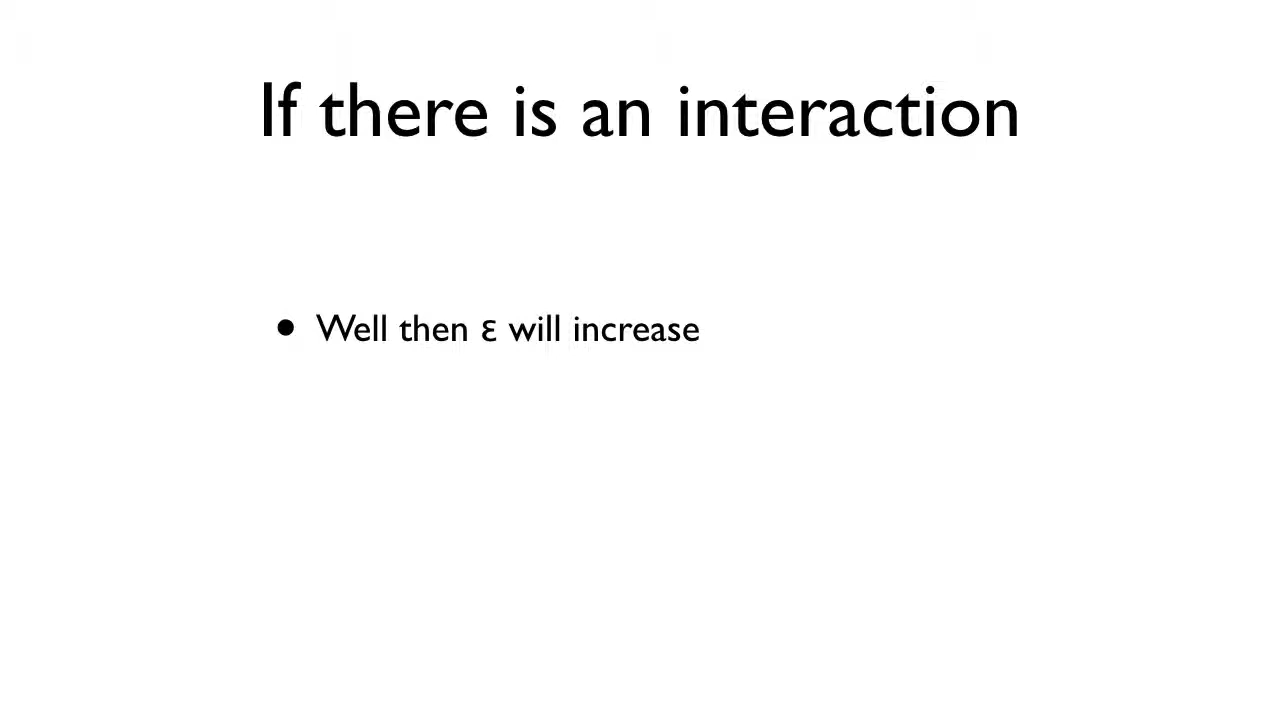 If there is an interaction
• Well then ε will increase